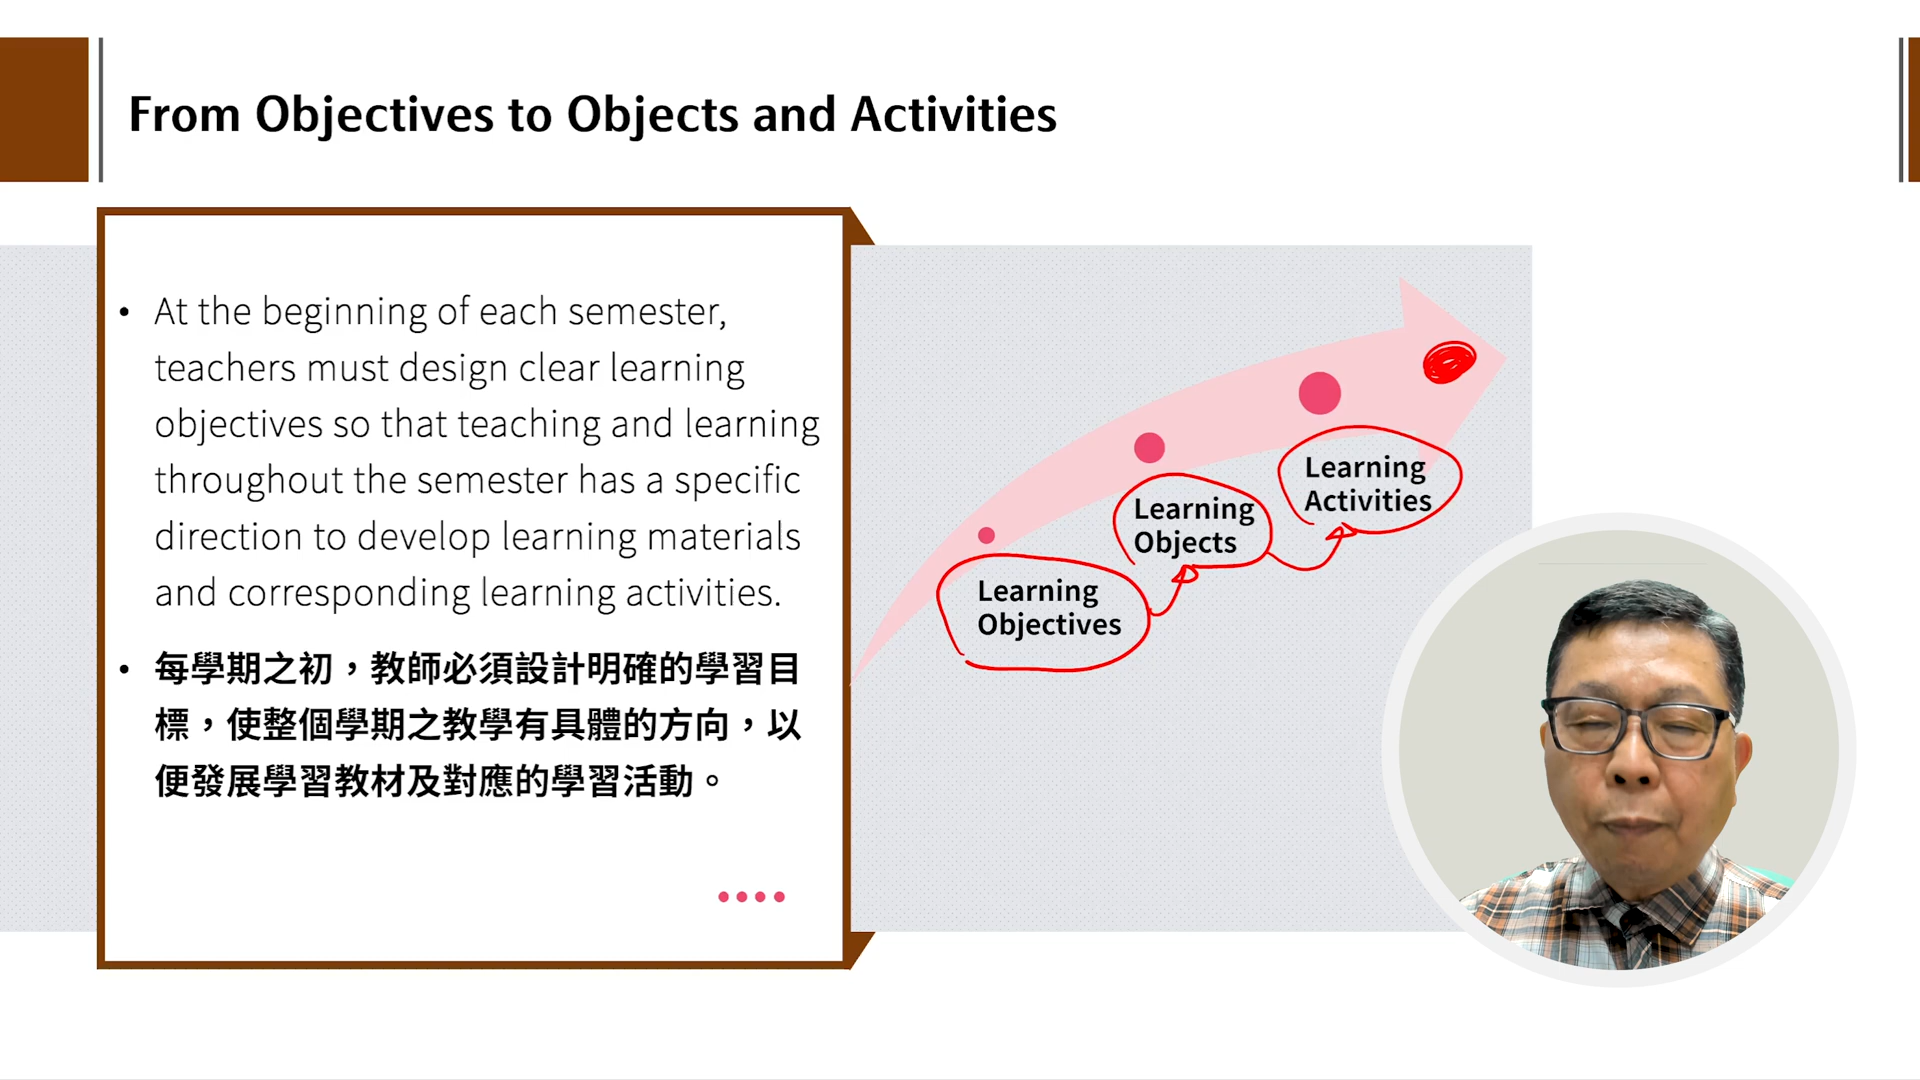 From Objectives to Objects and Activities
• At the beginning of each semester,
teachers must design clear learning
objectives so that teaching and learning
throughout the semester has a specific
direction to develop learning materials
and corresponding learning activities.
• 每學期之初，教師必須設計明確的學習目
標，使整個學期之教學有具體的方向，以
便發展學習教材及對應的學習活動。
Learning
Objectives
Learning
Objects
Learning
Activities